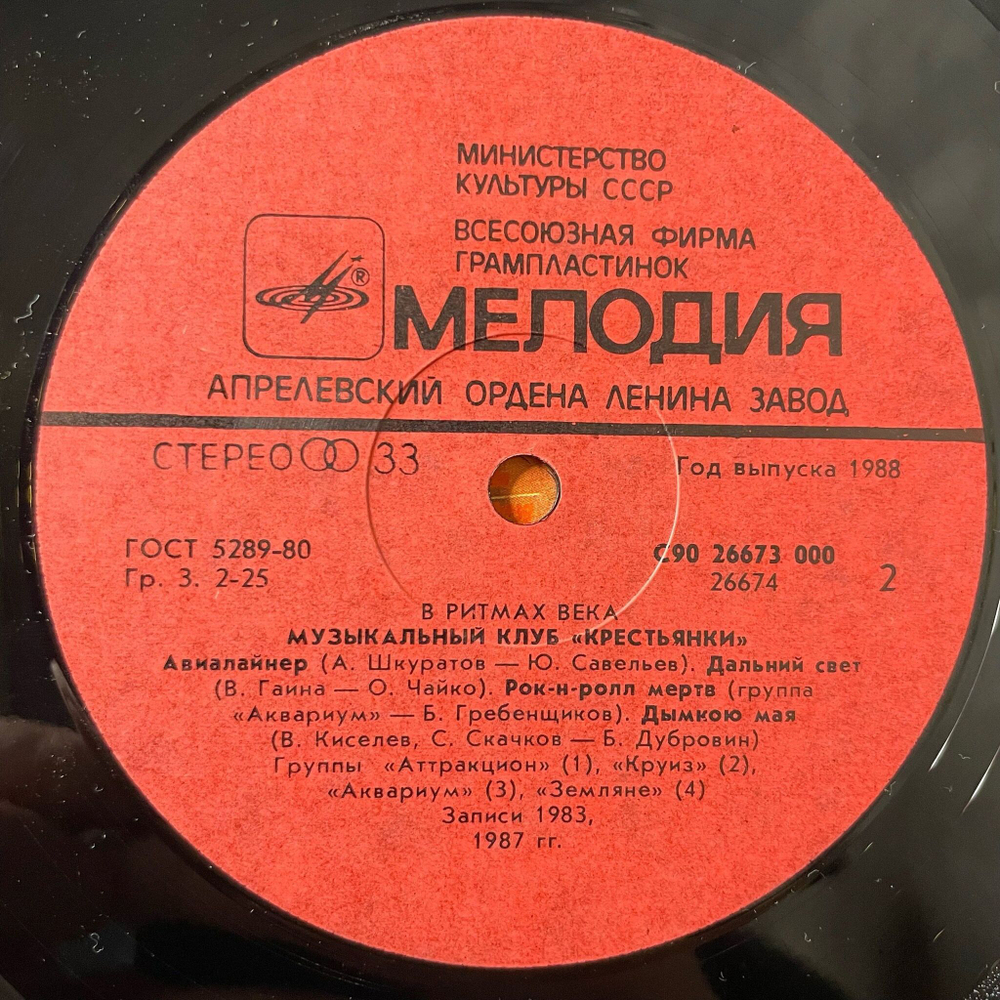 МИНИСТЕРСТВО
КУЛЬТУРЫ СССР
ВСЕСОЮЗНАЯ ФИРМА
ГРАМПЛАСТИНОК
®
МЕЛОДИЯ
АПРЕЛЕВСКИЙ ОРДЕНА ЛЕНИНА ЗАВОД
СТЕРЕО 33
Год выпуска 1988
ГОСТ 5289-80
Гр. 3. 2-25
С90 26673 000
26674
2
В РИТМАХ ВЕКА
МУЗЫКАЛЬНЫЙ КЛУБ «КРЕСТЬЯНКИ»
Авиалайнер (А. Шкуратов — Ю. Савельев). Дальний свет
(В. Гаина — О. Чайко). Рок-н-ролл мертв (группа
«Аквариум» — Б. Гребенщиков). Дымкою мая
(В. Киселев, С. Скачков — Б. Дубровин)
Группы «Аттракцион» (1), «Круиз» (2),
«Аквариум» (3), «Земляне» (4)
Записи 1983,
1987 гг.